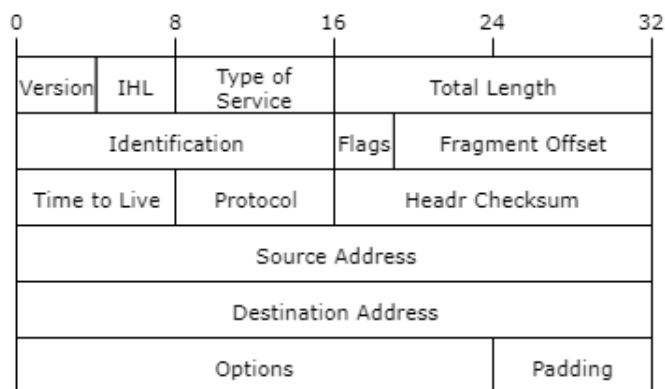 0 8 16 24 32
Version IHL Type of Service Total Length
Identification Flags Fragment Offset
Time to Live Protocol Headr Checksum
Source Address
Destination Address
Options Padding